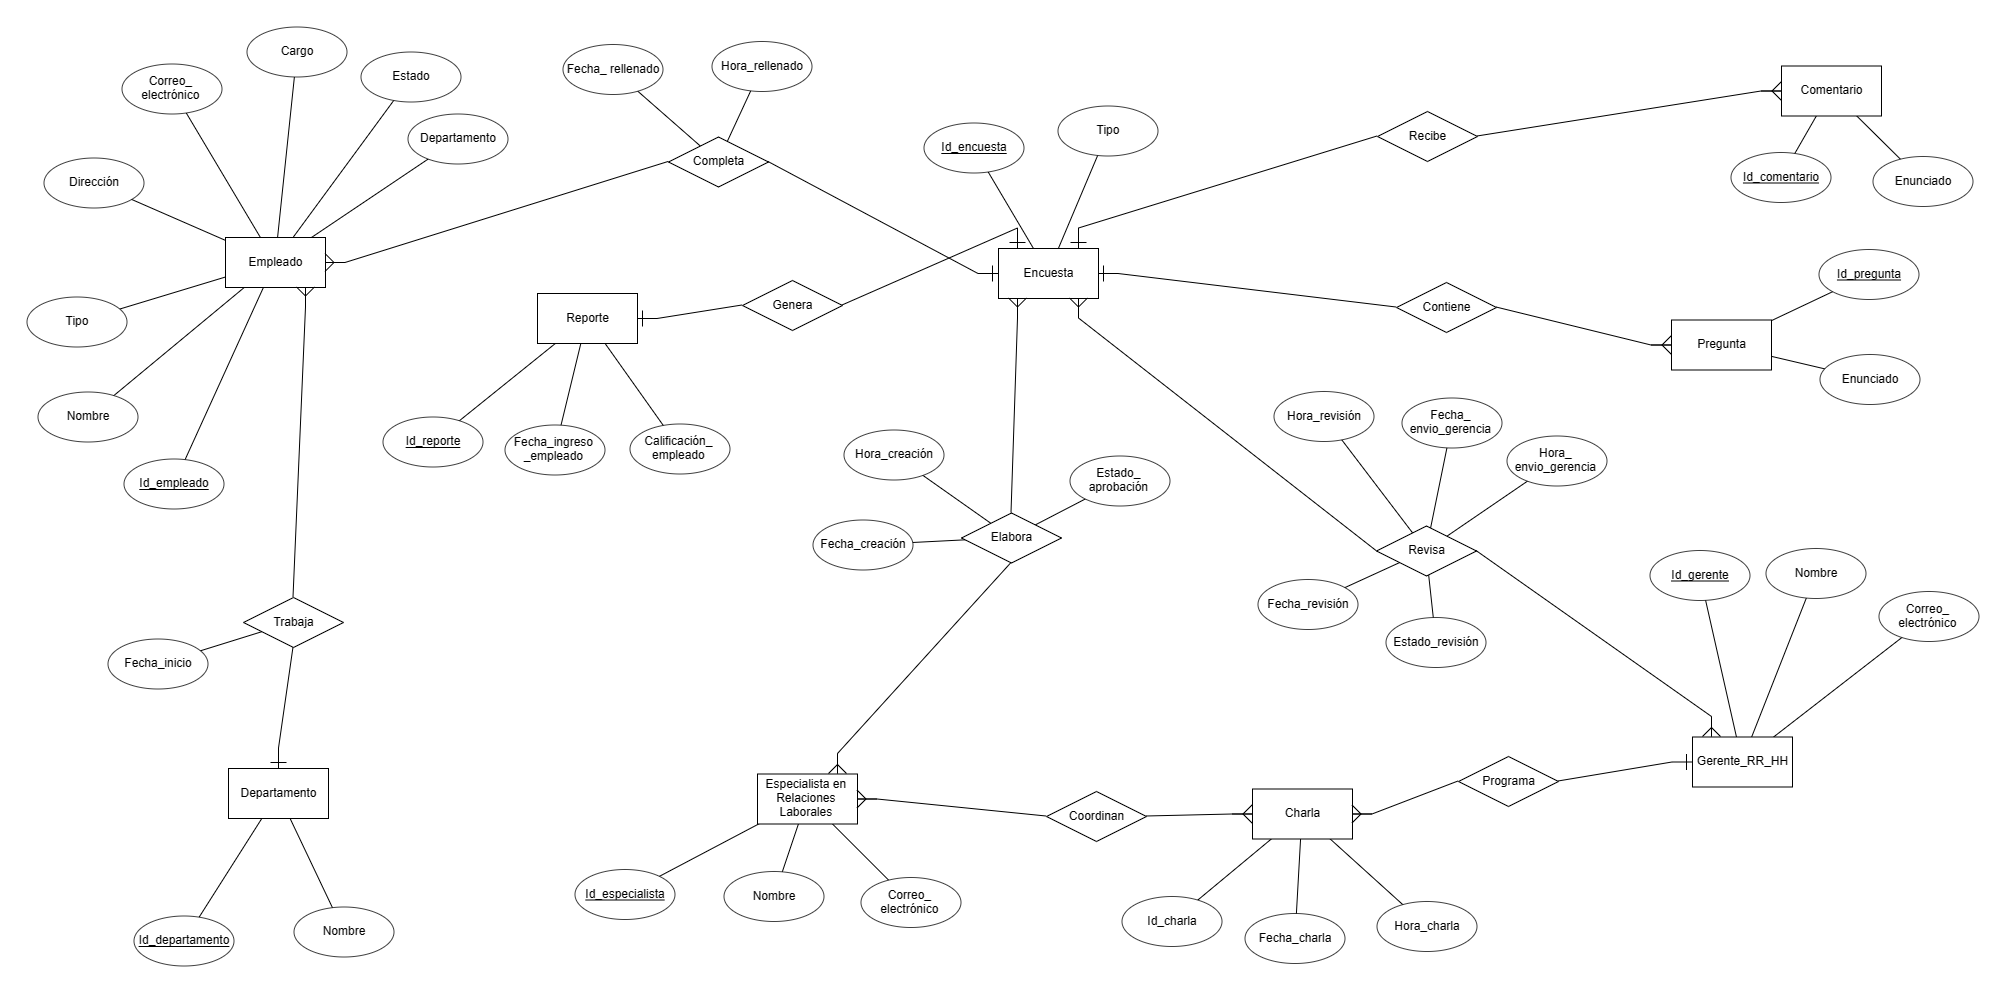 Cargo
Correo_
electrónico
Estado
Departamento
Dirección
Empleado
Tipo
Nombre
Id_empleado
Fecha_ rellenado
Hora_rellenado
Completa
Id_encuesta
Tipo
Encuesta
Recibe
Comentario
Id_comentario
Enunciado
Reporte
Genera
Contiene
Id_pregunta
Pregunta
Enunciado
Id_reporte
Fecha_ingreso
_empleado
Calificación_
empleado
Hora_creación
Estado_
aprobación
Fecha_creación
Elabora
Hora_revisión
Fecha_
envio_gerencia
Hora_
envio_gerencia
Revisa
Fecha_revisión
Estado_revisión
Id_gerente
Nombre
Correo_
electrónico
Gerente_RR_HH
Trabaja
Fecha_inicio
Departamento
Id_departamento
Nombre
Especialista en
Relaciones
Laborales
Id_especialista
Nombre
Correo_
electrónico
Coordinan
Charla
Programa
Id_charla
Fecha_charla
Hora_charla